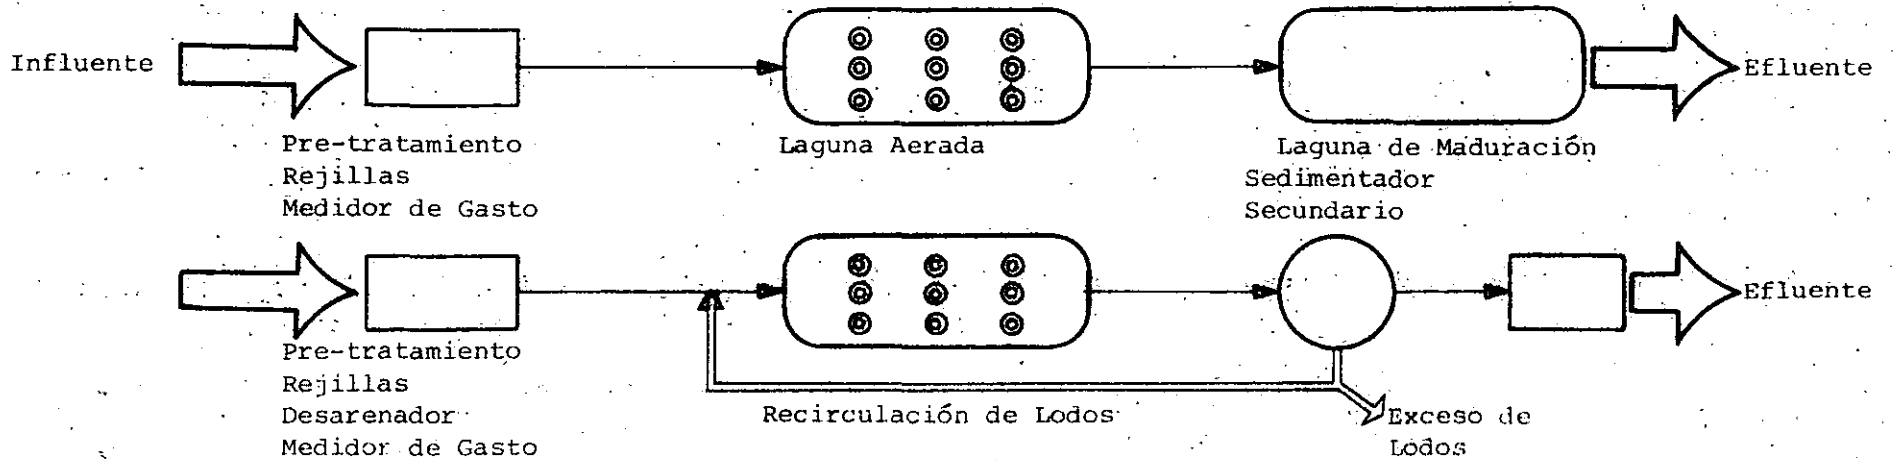 Influente
Efluente
Pre-tratamiento
Rejillas
Medidor de Gasto
Laguna Aerada
Laguna de Maduración
Sedimentador
Secundario
Efluente
Pre-tratamiento
Rejillas
Desarenador
Medidor de Gasto
Recirculación de Lodos
Exceso de
Lodos